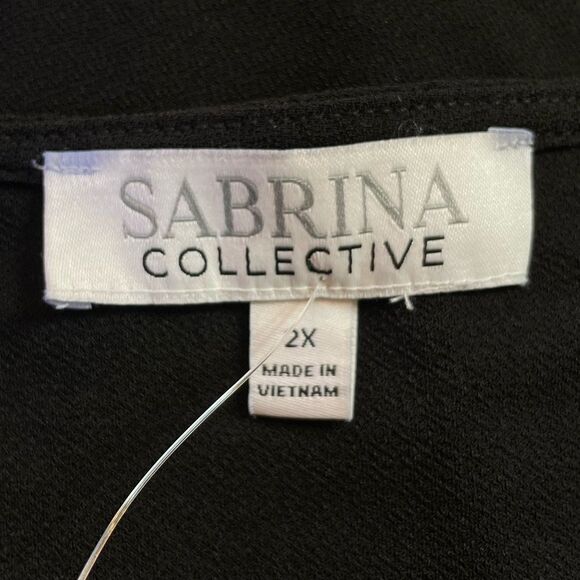 SABRINA
COLLECTIVE
2X
MADE IN
VIETNAM